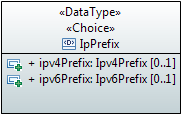 «DataType»
«Choice»
«D» IpPrefix
+ ipv4Prefix: Ipv4Prefix [0..1]
+ ipv6Prefix: Ipv6Prefix [0..1]